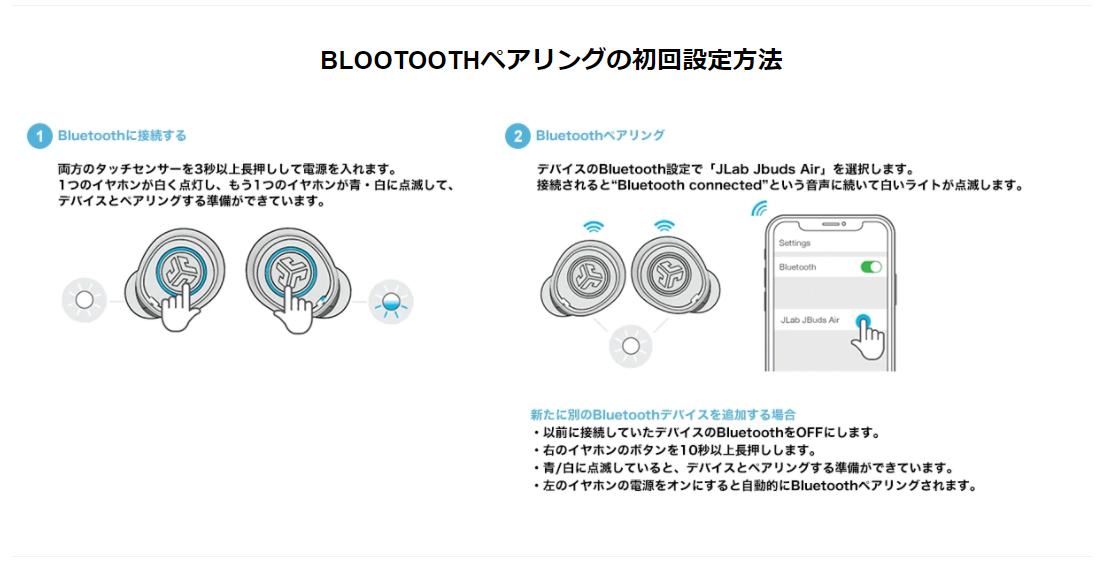 BLOOTOOTHペアリングの初回設定方法
1 Bluetoothに接続する
両方のタッチセンサーを3秒以上長押しして電源を入れます。
1つのイヤホンが白く点灯し、もう1つのイヤホンが青・白に点滅して、
デバイスとペアリングする準備ができています。
2 Bluetoothペアリング
デバイスのBluetooth設定で「JLab Jbuds Air」を選択します。
接続されると“Bluetooth connected”という音声に続いて白いライトが点滅します。
Settings
Bluetooth
JLab JBuds Air
新たに別のBluetoothデバイスを追加する場合
・以前に接続していたデバイスのBluetoothをOFFにします。
・右のイヤホンのボタンを10秒以上長押しします。
・青/白に点滅していると、デバイスとペアリングする準備ができています。
・左のイヤホンの電源をオンにすると自動的にBluetoothペアリングされます。